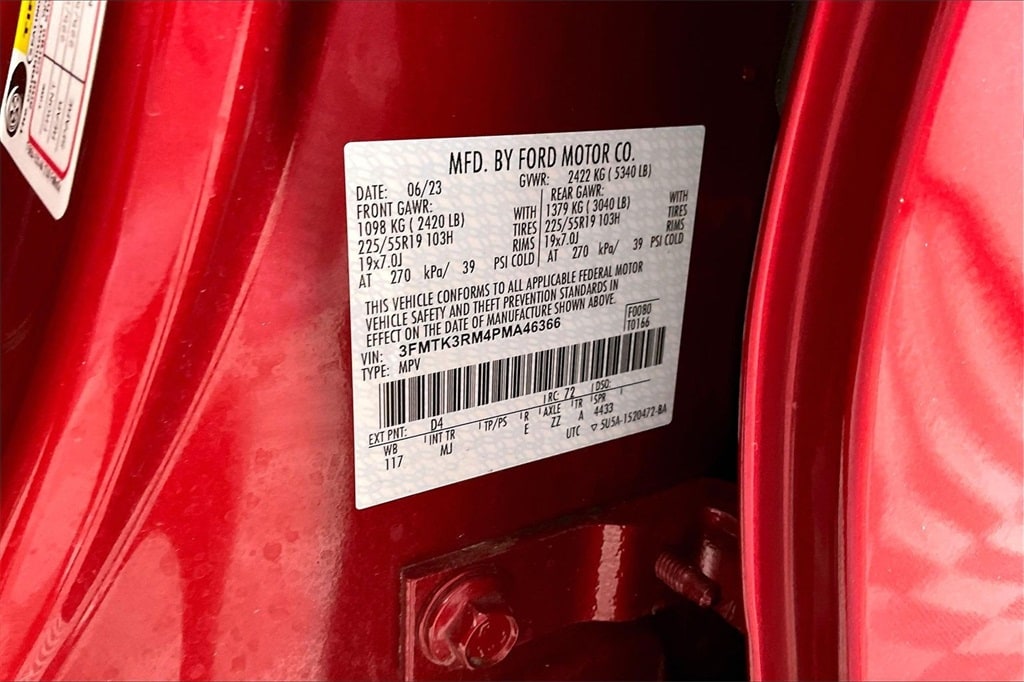 MFD. BY FORD MOTOR CO.
DATE: 06/23 GVWR: 2422 KG ( 5340 LB)
FRONT GAWR: REAR GAWR:
1098 KG ( 2420 LB) WITH 1379 KG ( 3040 LB) WITH
225/55R19 103H TIRES 225/55R19 103H TIRES
19x7.0J RIMS 19x7.0J RIMS
AT 270 kPa/ 39 PSI COLD AT 270 kPa/ 39 PSI COLD
THIS VEHICLE CONFORMS TO ALL APPLICABLE FEDERAL MOTOR
VEHICLE SAFETY AND THEFT PREVENTION STANDARDS IN
EFFECT ON THE DATE OF MANUFACTURE SHOWN ABOVE.
VIN: 3FMTK3RM4PMA46366 F0080
TYPE: MPV T0166
EXT PNT: D4 RC: 72 DSO:
WB INT TR TP/PS R AXLE TR SPR
117 MJ E ZZ A 4433
UTC ▽ 5U5A-1520472-BA
FRONT
REAR
SPARE